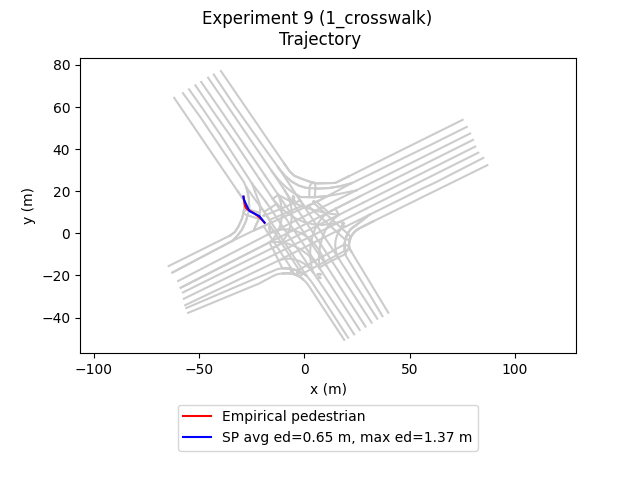 Experiment 9 (1_crosswalk)
Trajectory
80
60
40
20
0
−20
−40
y (m)
−100
−50
0
50
100
x (m)
Empirical pedestrian
SP avg ed=0.65 m, max ed=1.37 m